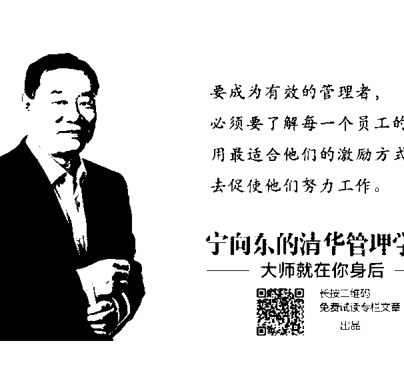 要成为有效的管理者，
必须要了解每一个员工的
用最适合他们的激励方式
去促使他们努力工作。
宁向东的清华管理学
大师就在你身后
长按二维码
免费试读专栏文章
出品